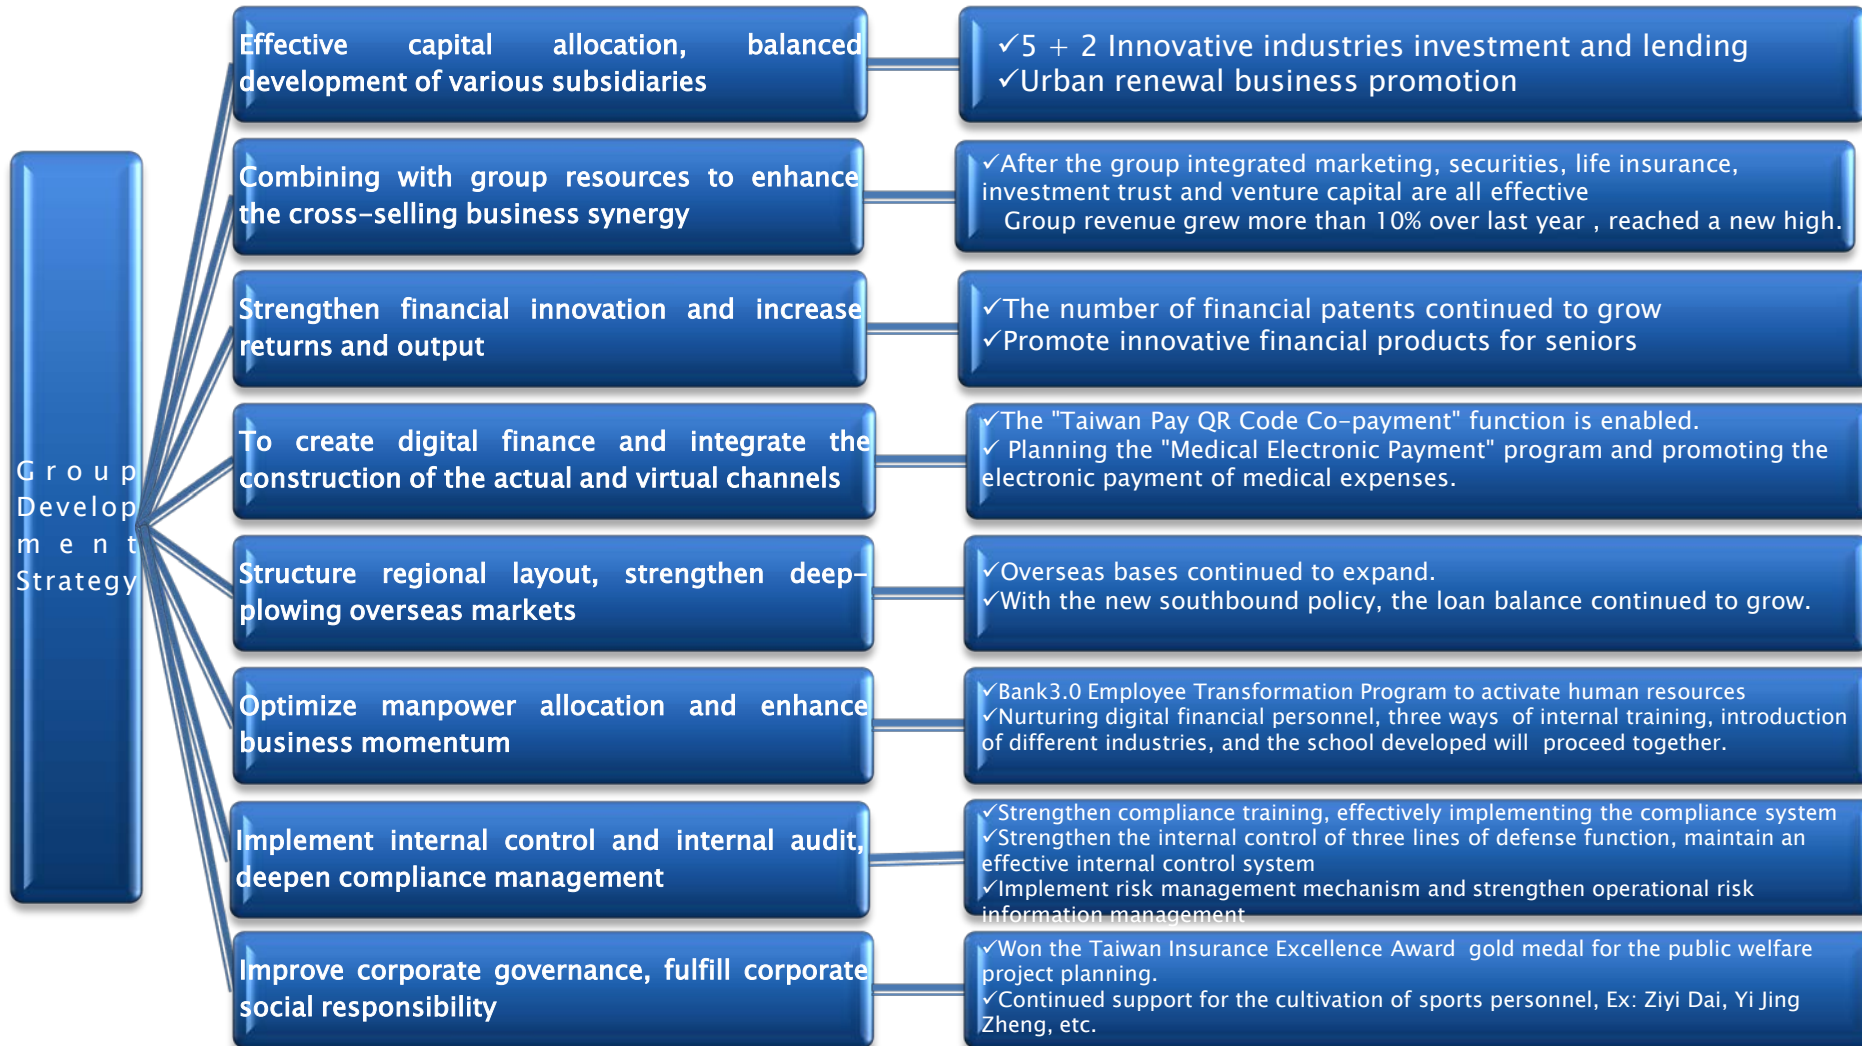 Group
Develop
ment
Strategy
Effective capital allocation, balanced
development of various subsidiaries
✓5 + 2 Innovative industries investment and lending
✓Urban renewal business promotion
Combining with group resources to enhance
the cross-selling business synergy
✓After the group integrated marketing, securities, life insurance,
investment trust and venture capital are all effective
Group revenue grew more than 10% over last year , reached a new high.
Strengthen financial innovation and increase
returns and output
✓The number of financial patents continued to grow
✓Promote innovative financial products for seniors
To create digital finance and integrate the
construction of the actual and virtual channels
✓The "Taiwan Pay QR Code Co-payment" function is enabled.
✓ Planning the "Medical Electronic Payment" program and promoting the
electronic payment of medical expenses.
Structure regional layout, strengthen deep-
plowing overseas markets
✓Overseas bases continued to expand.
✓With the new southbound policy, the loan balance continued to grow.
Optimize manpower allocation and enhance
business momentum
✓Bank3.0 Employee Transformation Program to activate human resources
✓Nurturing digital financial personnel, three ways of internal training, introduction
of different industries, and the school developed will proceed together.
Implement internal control and internal audit,
deepen compliance management
✓Strengthen compliance training, effectively implementing the compliance system
✓Strengthen the internal control of three lines of defense function, maintain an
effective internal control system
✓Implement risk management mechanism and strengthen operational risk
information management
Improve corporate governance, fulfill corporate
social responsibility
✓Won the Taiwan Insurance Excellence Award gold medal for the public welfare
project planning.
✓Continued support for the cultivation of sports personnel, Ex: Ziyi Dai, Yi Jing
Zheng, etc.